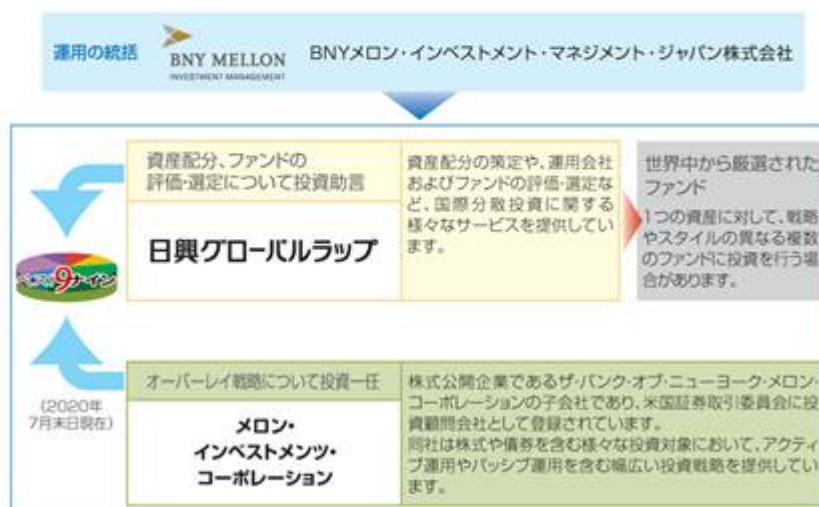 運用の統括
BNY MELLON
INVESTMENT MANAGEMENT
BNYメロン・インベストメント・マネジメント・ジャパン株式会社
資産配分、ファンドの
評価・選定について投資助言
日興グローバルラップ
資産配分の策定や、運用会社
およびファンドの評価・選定な
ど、国際分散投資に関する
様々なサービスを提供してい
ます。
世界中から厳選された
ファンド
1つの資産に対して、戦略
やスタイルの異なる複数
のファンドに投資を行う場
合があります。
9ナイン
(2020年
7月末日現在)
オーバーレイ戦略について投資一任
メロン・
インベストメンツ・
コーポレーション
株式公開企業であるザ・バンク・オブ・ニューヨーク・メロン・
コーポレーションの子会社であり、米国証券取引委員会に投
資顧問会社として登録されています。
同社は株式や債券を含む様々な投資対象において、アクティ
ブ運用やパッシブ運用を含む幅広い投資戦略を提供してい
ます。